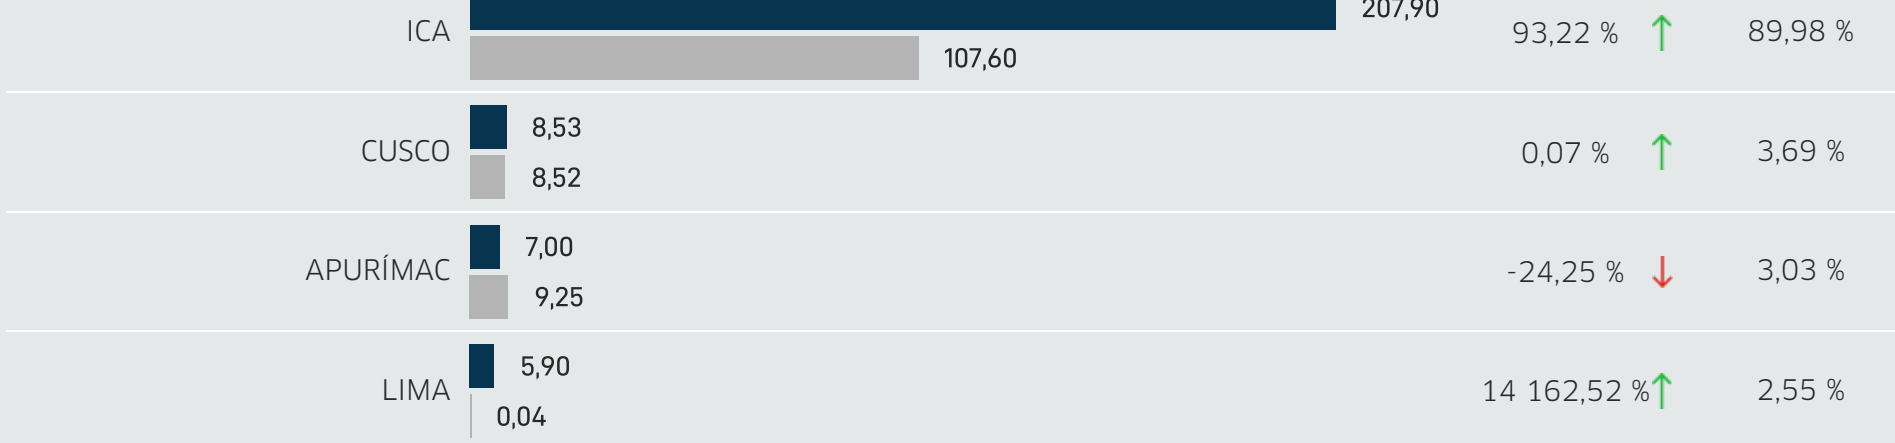 207,90
ICA 93,22 % ↑ 89,98 %
107,60
8,53
CUSCO 0,07 % ↑ 3,69 %
8,52
7,00
APURÍMAC -24,25 % ↓ 3,03 %
9,25
5,90
LIMA 14 162,52 % ↑ 2,55 %
0,04